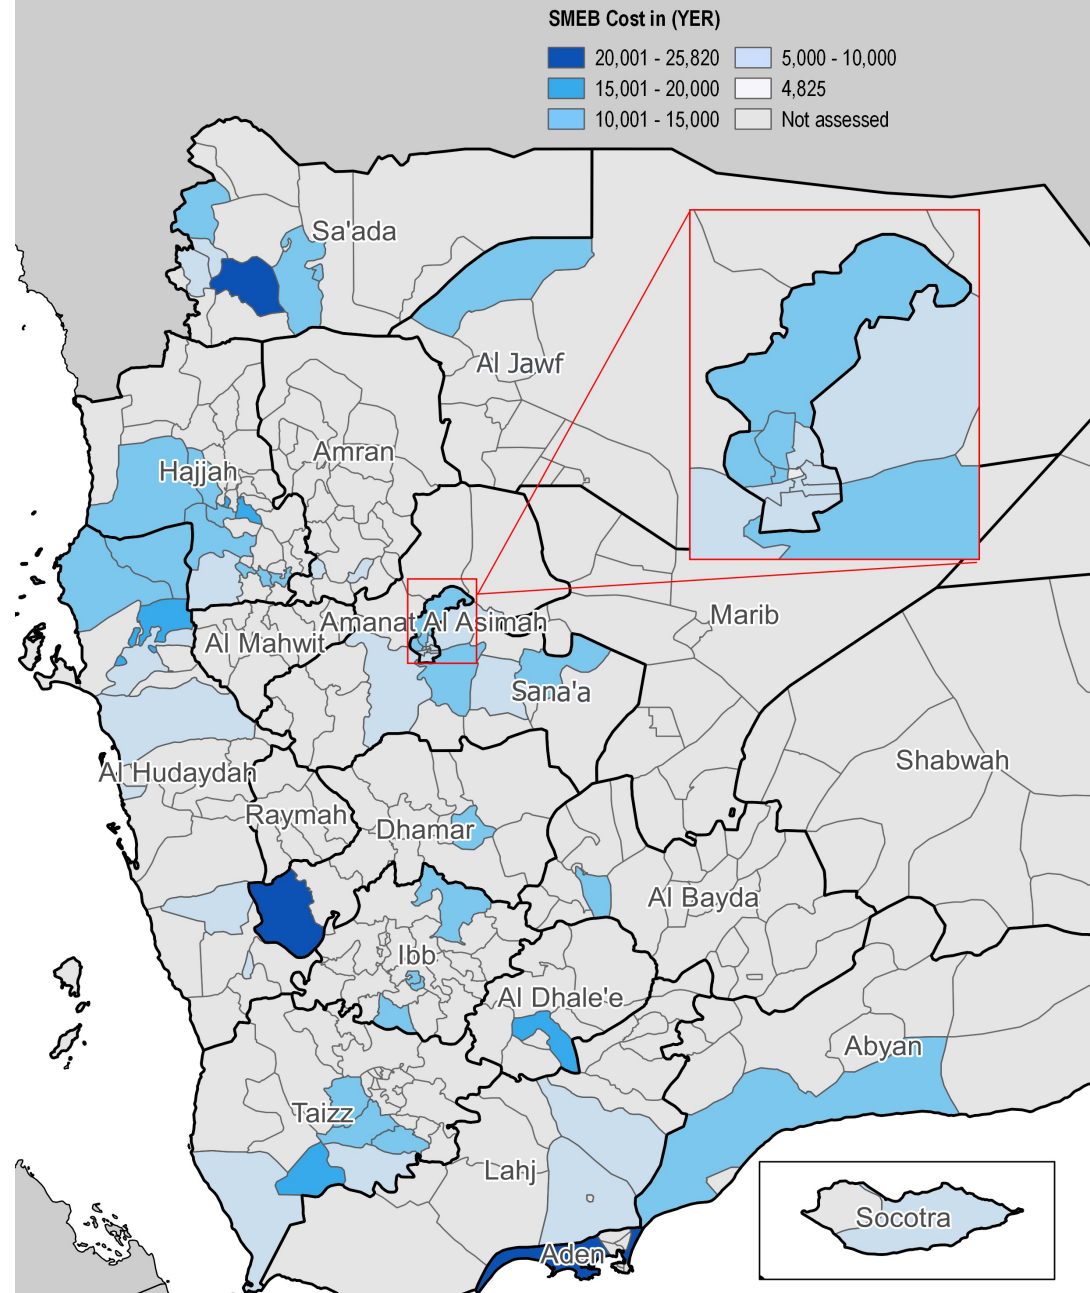 SMEB Cost in (YER)
20,001 - 25,820
5,000 - 10,000
15,001 - 20,000
4,825
10,001 - 15,000
Not assessed
Sa'ada
Al Jawf
Amran
Hajjah
Marib
Amanat Al Asimah
Al Mahwit
Sana'a
Shabwah
Al Hudaydah
Raymah
Dhamar
Al Bayda
Ibb
Al Dhale'e
Abyan
Taizz
Lahj
Socotra
Aden